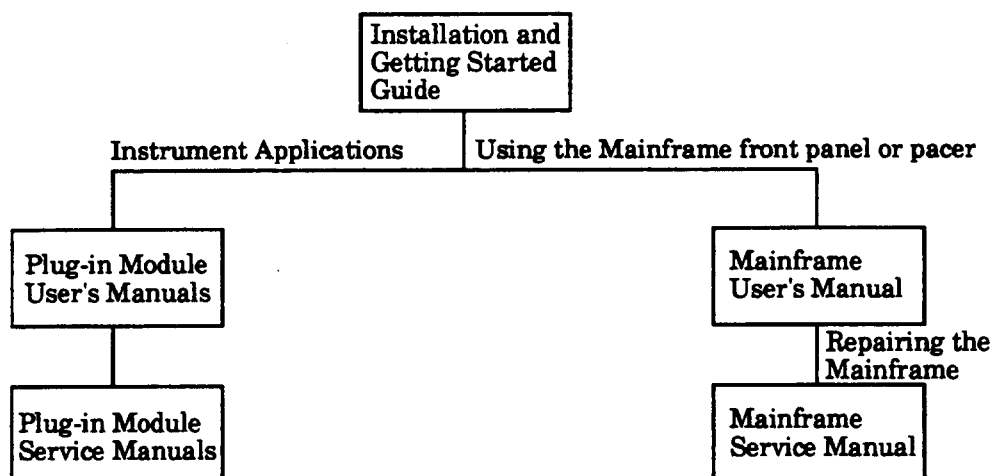 Installation and
Getting Started
Guide
Instrument Applications
Using the Mainframe front panel or pacer
Plug-in Module
User's Manuals
Mainframe
User's Manual
Repairing the
Mainframe
Plug-in Module
Service Manuals
Mainframe
Service Manual